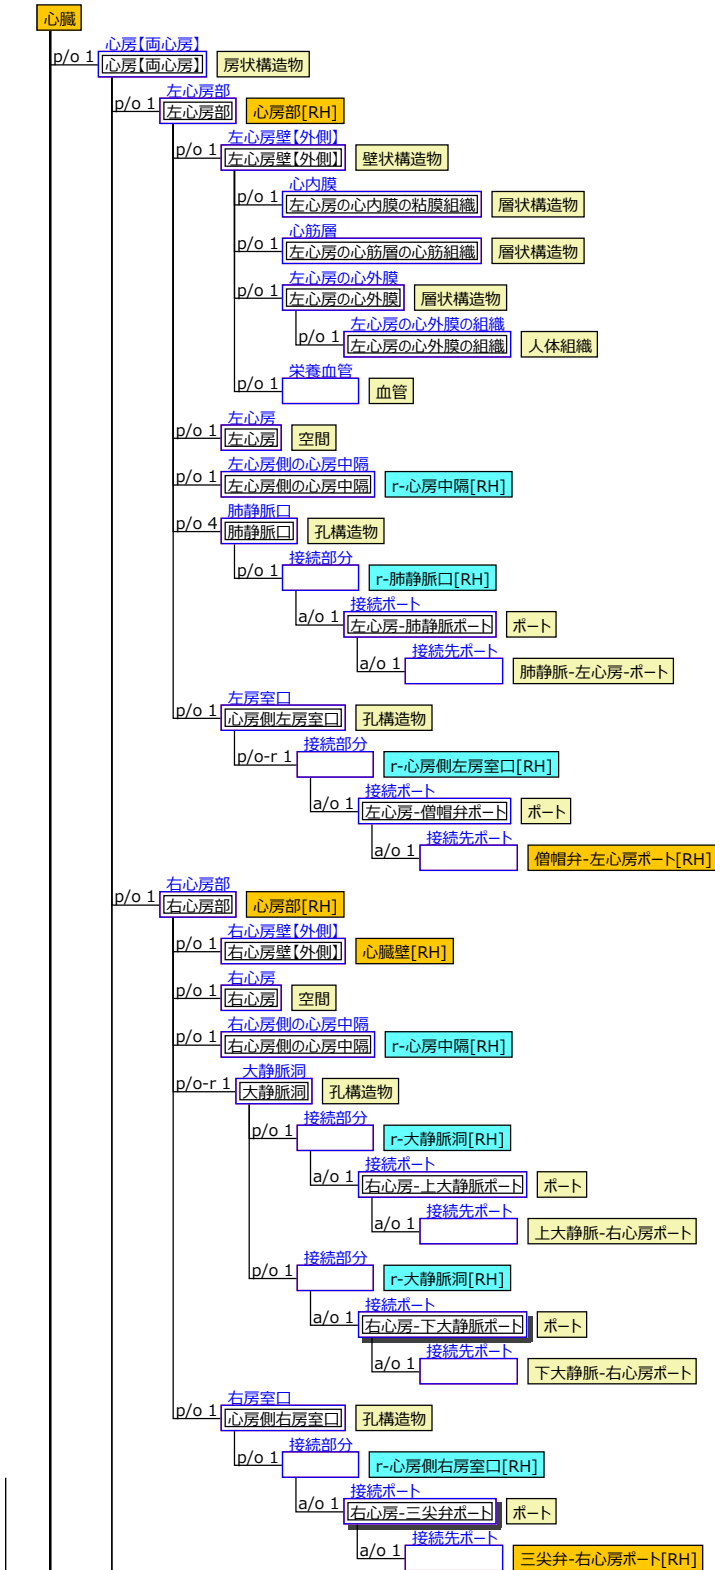 心臓
心房【両心房】
p/o 1 心房【両心房】 房状構造物
左心房部
p/o 1 左心房部 心房部[RH]
左心房壁【外側】
p/o 1 左心房壁【外側】 壁状構造物
心内膜
p/o 1 左心房の心内膜の粘膜組織 層状構造物
心筋層
p/o 1 左心房の心筋層の心筋組織 層状構造物
左心房の心外膜
p/o 1 左心房の心外膜 層状構造物
左心房の心外膜の組織
p/o 1 左心房の心外膜の組織 人体組織
栄養血管
p/o 1 血管
左心房
p/o 1 左心房 空間
左心房側の心房中隔
p/o 1 左心房側の心房中隔 r-心房中隔[RH]
肺静脈口
p/o 4 肺静脈口 孔構造物
接続部分
p/o 1 r-肺静脈口[RH]
接続ポート
a/o 1 左心房-肺静脈ポート ポート
接続先ポート
a/o 1 肺静脈-左心房-ポート
左房室口
p/o 1 心房側左房室口 孔構造物
接続部分
p/o-r 1 r-心房側左房室口[RH]
接続ポート
a/o 1 左心房-僧帽弁ポート ポート
接続先ポート
a/o 1 僧帽弁-左心房ポート[RH]
右心房部
p/o 1 右心房部 心房部[RH]
右心房壁【外側】
p/o 1 右心房壁【外側】 心臓壁[RH]
右心房
p/o 1 右心房 空間
右心房側の心房中隔
p/o 1 右心房側の心房中隔 r-心房中隔[RH]
大静脈洞
p/o-r 1 大静脈洞 孔構造物
接続部分
p/o 1 r-大静脈洞[RH]
接続ポート
a/o 1 右心房-上大静脈ポート ポート
接続先ポート
a/o 1 上大静脈-右心房ポート
接続部分
p/o 1 r-大静脈洞[RH]
接続ポート
a/o 1 右心房-下大静脈ポート ポート
接続先ポート
a/o 1 下大静脈-右心房ポート
右房室口
p/o 1 心房側右房室口 孔構造物
接続部分
p/o 1 r-心房側右房室口[RH]
接続ポート
a/o 1 右心房-三尖弁ポート ポート
接続先ポート
a/o 1 三尖弁-右心房ポート[RH]